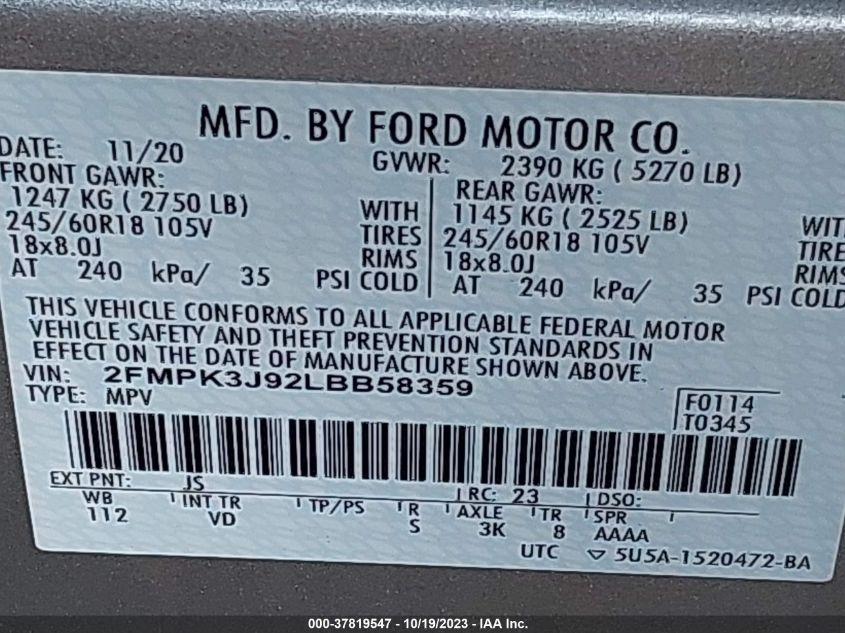 MFD. BY FORD MOTOR CO.
DATE: 11/20 GVWR: 2390 KG ( 5270 LB)
FRONT GAWR: REAR GAWR:
1247 KG ( 2750 LB) WITH 1145 KG ( 2525 LB)
245/60R18 105V TIRES 245/60R18 105V TIRE
18x8.0J RIMS 18x8.0J RIMS
AT 240 kPa/ 35 PSI COLD AT 240 kPa/ 35 PSI COLD
THIS VEHICLE CONFORMS TO ALL APPLICABLE FEDERAL MOTOR
VEHICLE SAFETY AND THEFT PREVENTION STANDARDS IN
EFFECT ON THE DATE OF MANUFACTURE SHOWN ABOVE.
VIN: 2FMPK3J92LBB58359
TYPE: MPV F0114
T0345
EXT PNT: JS RC: 23 DSO:
WB INT TR TP/PS R AXLE TR SPR
112 VD S 3K 8 AAAA
UTC 5U5A-1520472-BA
000-37819547 - 10/19/2023 - IAA Inc.